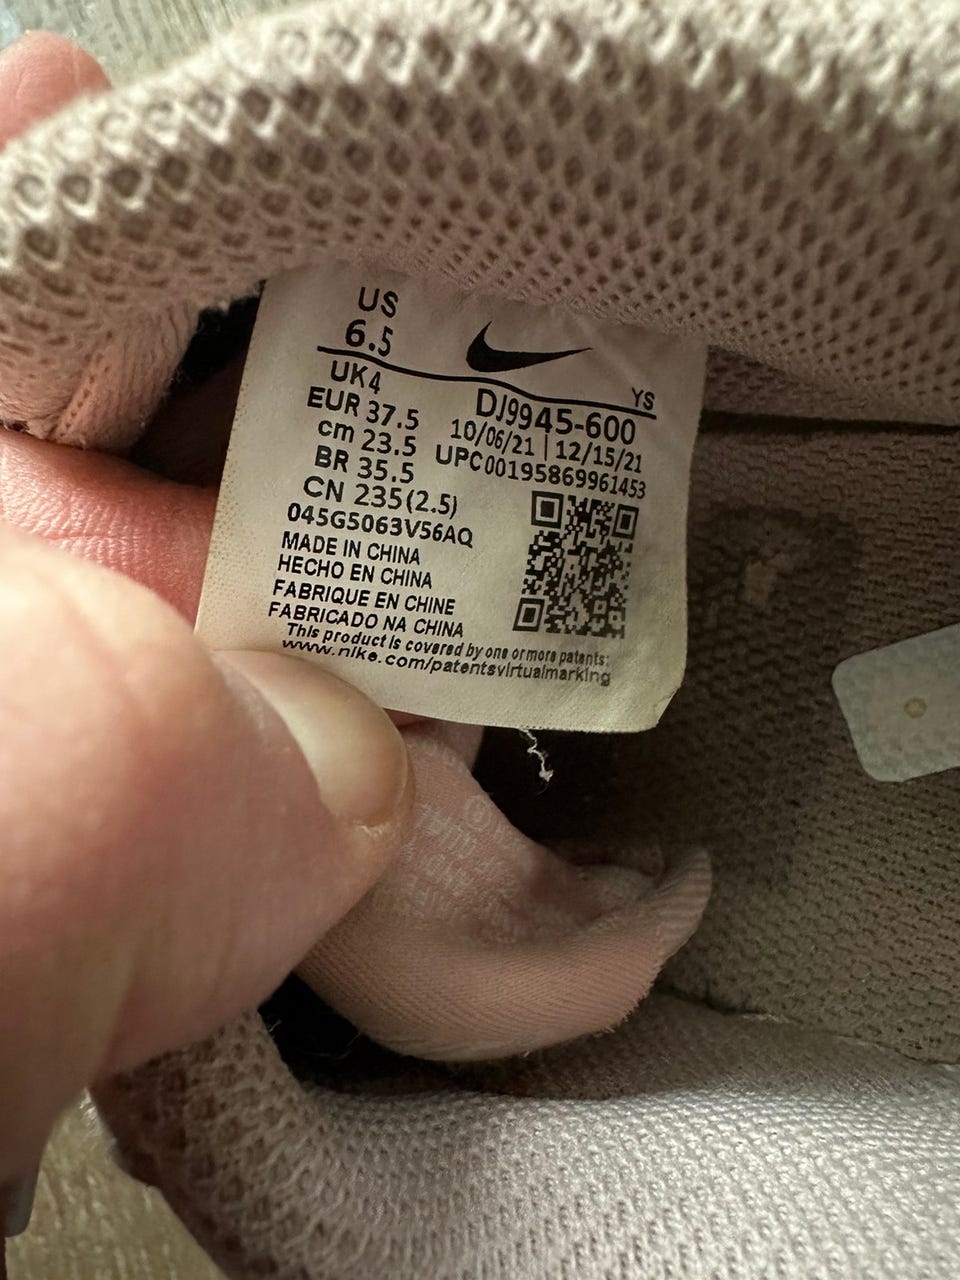 US
6.5
UK4
EUR 37.5
cm 23.5
BR 35.5
CN 235(2.5)
045G5063V56AQ
YS
DJ9945-600
10/06/21 | 12/15/21
UPC00195869961453
MADE IN CHINA
HECHO EN CHINA
FABRIQUE EN CHINE
FABRICADO NA CHINA
This product is covered by one or more patents:
www.nike.com/patentsvirtualmarking